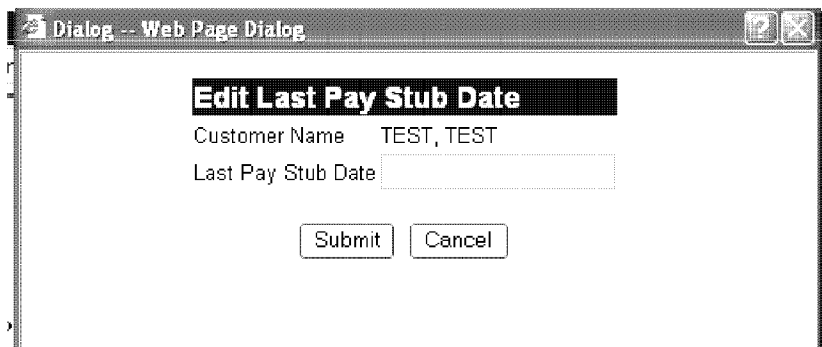 Dialog -- Web Page Dialog
Edit Last Pay Stub Date
Customer Name TEST, TEST
Last Pay Stub Date
Submit Cancel